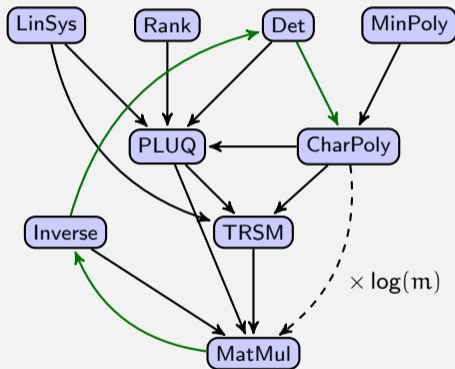 LinSys Rank Det MinPoly
PLUQ CharPoly
Inverse TRSM
× log(m)
MatMul